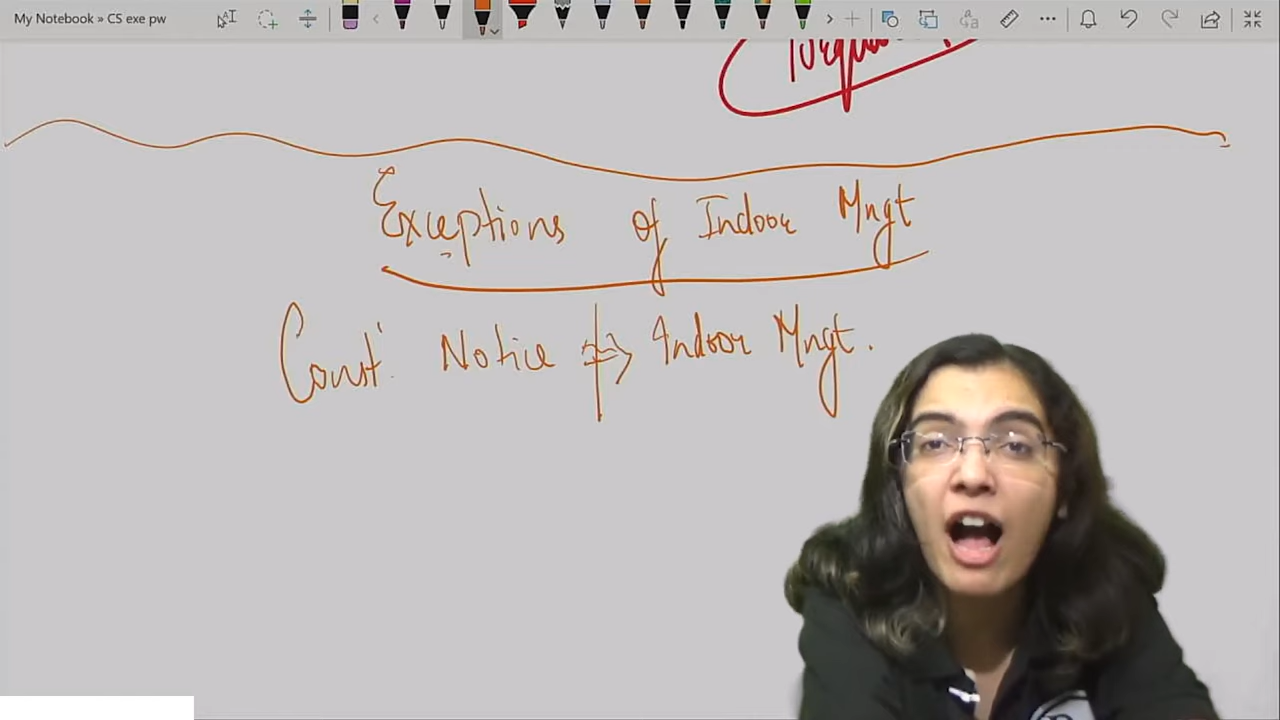 My Notebook » CS exe pw
Exceptions of Indoor Mngt
Const. Notice Indoor Mngt.